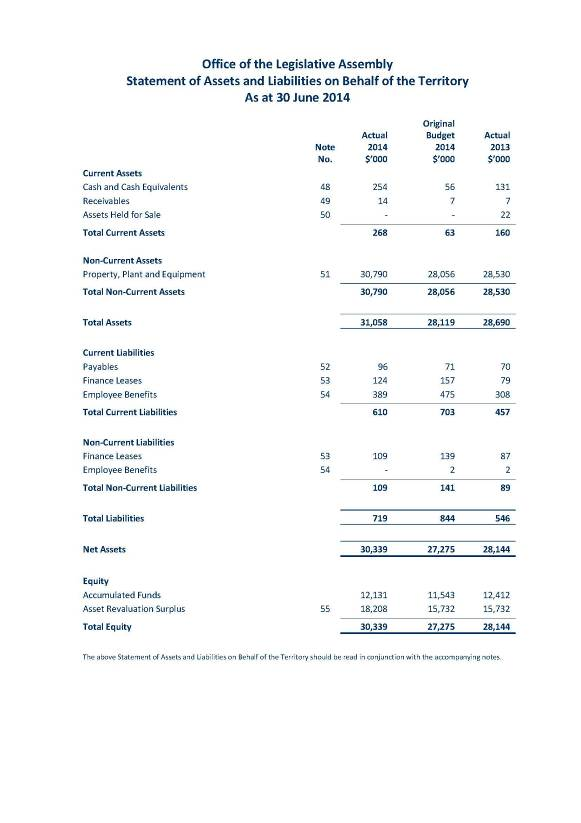 Office of the Legislative Assembly
Statement of Assets and Liabilities on Behalf of the Territory
As at 30 June 2014
Original
Actual Budget Actual
Note 2014 2014 2013
No. $'000 $'000 $'000
Current Assets
Cash and Cash Equivalents 48 254 56 131
Receivables 49 14 7 7
Assets Held for Sale 50 - - 22
Total Current Assets 268 63 160
Non-Current Assets
Property, Plant and Equipment 51 30,790 28,056 28,530
Total Non-Current Assets 30,790 28,056 28,530
Total Assets 31,058 28,119 28,690
Current Liabilities
Payables 52 96 71 70
Finance Leases 53 124 157 79
Employee Benefits 54 389 475 308
Total Current Liabilities 610 703 457
Non-Current Liabilities
Finance Leases 53 109 139 87
Employee Benefits 54 - 2 2
Total Non-Current Liabilities 109 141 89
Total Liabilities 719 844 546
Net Assets 30,339 27,275 28,144
Equity
Accumulated Funds 12,131 11,543 12,412
Asset Revaluation Surplus 55 18,208 15,732 15,732
Total Equity 30,339 27,275 28,144
The above Statement of Assets and Liabilities on Behalf of the Territory should be read in conjunction with the accompanying notes.